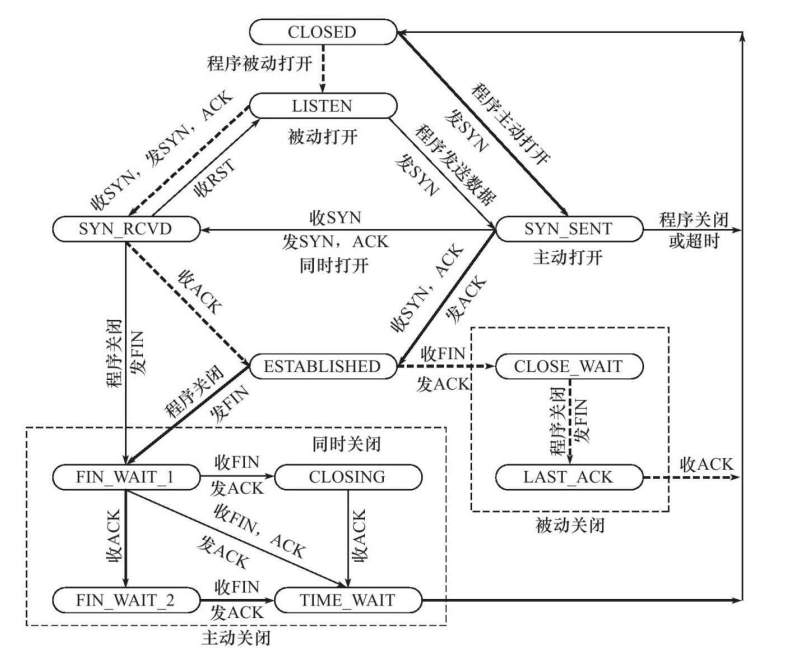 CLOSED
程序被动打开
LISTEN
被动打开
程序主动打开
发SYN
收SYN，发SYN，ACK
收RST
程序发送数据
发SYN
SYN_RCVD
收SYN
发SYN，ACK
同时打开
SYN_SENT
主动打开
程序关闭
或超时
收ACK
收SYN，ACK
发ACK
程序关闭
发FIN
ESTABLISHED
收FIN
发ACK
CLOSE_WAIT
程序关闭
发FIN
程序关闭
发FIN
LAST_ACK
收ACK
被动关闭
同时关闭
FIN_WAIT_1
收FIN
发ACK
CLOSING
收ACK
收FIN，ACK
发ACK
收ACK
FIN_WAIT_2
收FIN
发ACK
TIME_WAIT
主动关闭